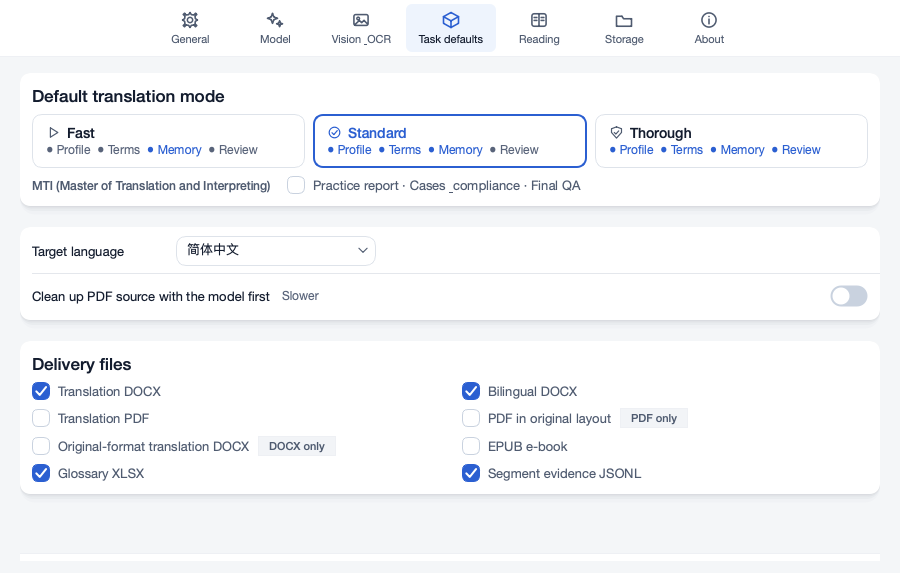 General
Model
Vision _OCR
Task defaults
Reading
Storage
About
Default translation mode
Fast
Profile Terms Memory Review
Standard
Profile Terms Memory Review
Thorough
Profile Terms Memory Review
MTI (Master of Translation and Interpreting) Practice report · Cases _compliance · Final QA
Target language 简体中文
Clean up PDF source with the model first Slower
Delivery files
Translation DOCX
Bilingual DOCX
Translation PDF
PDF in original layout PDF only
Original-format translation DOCX DOCX only
EPUB e-book
Glossary XLSX
Segment evidence JSONL